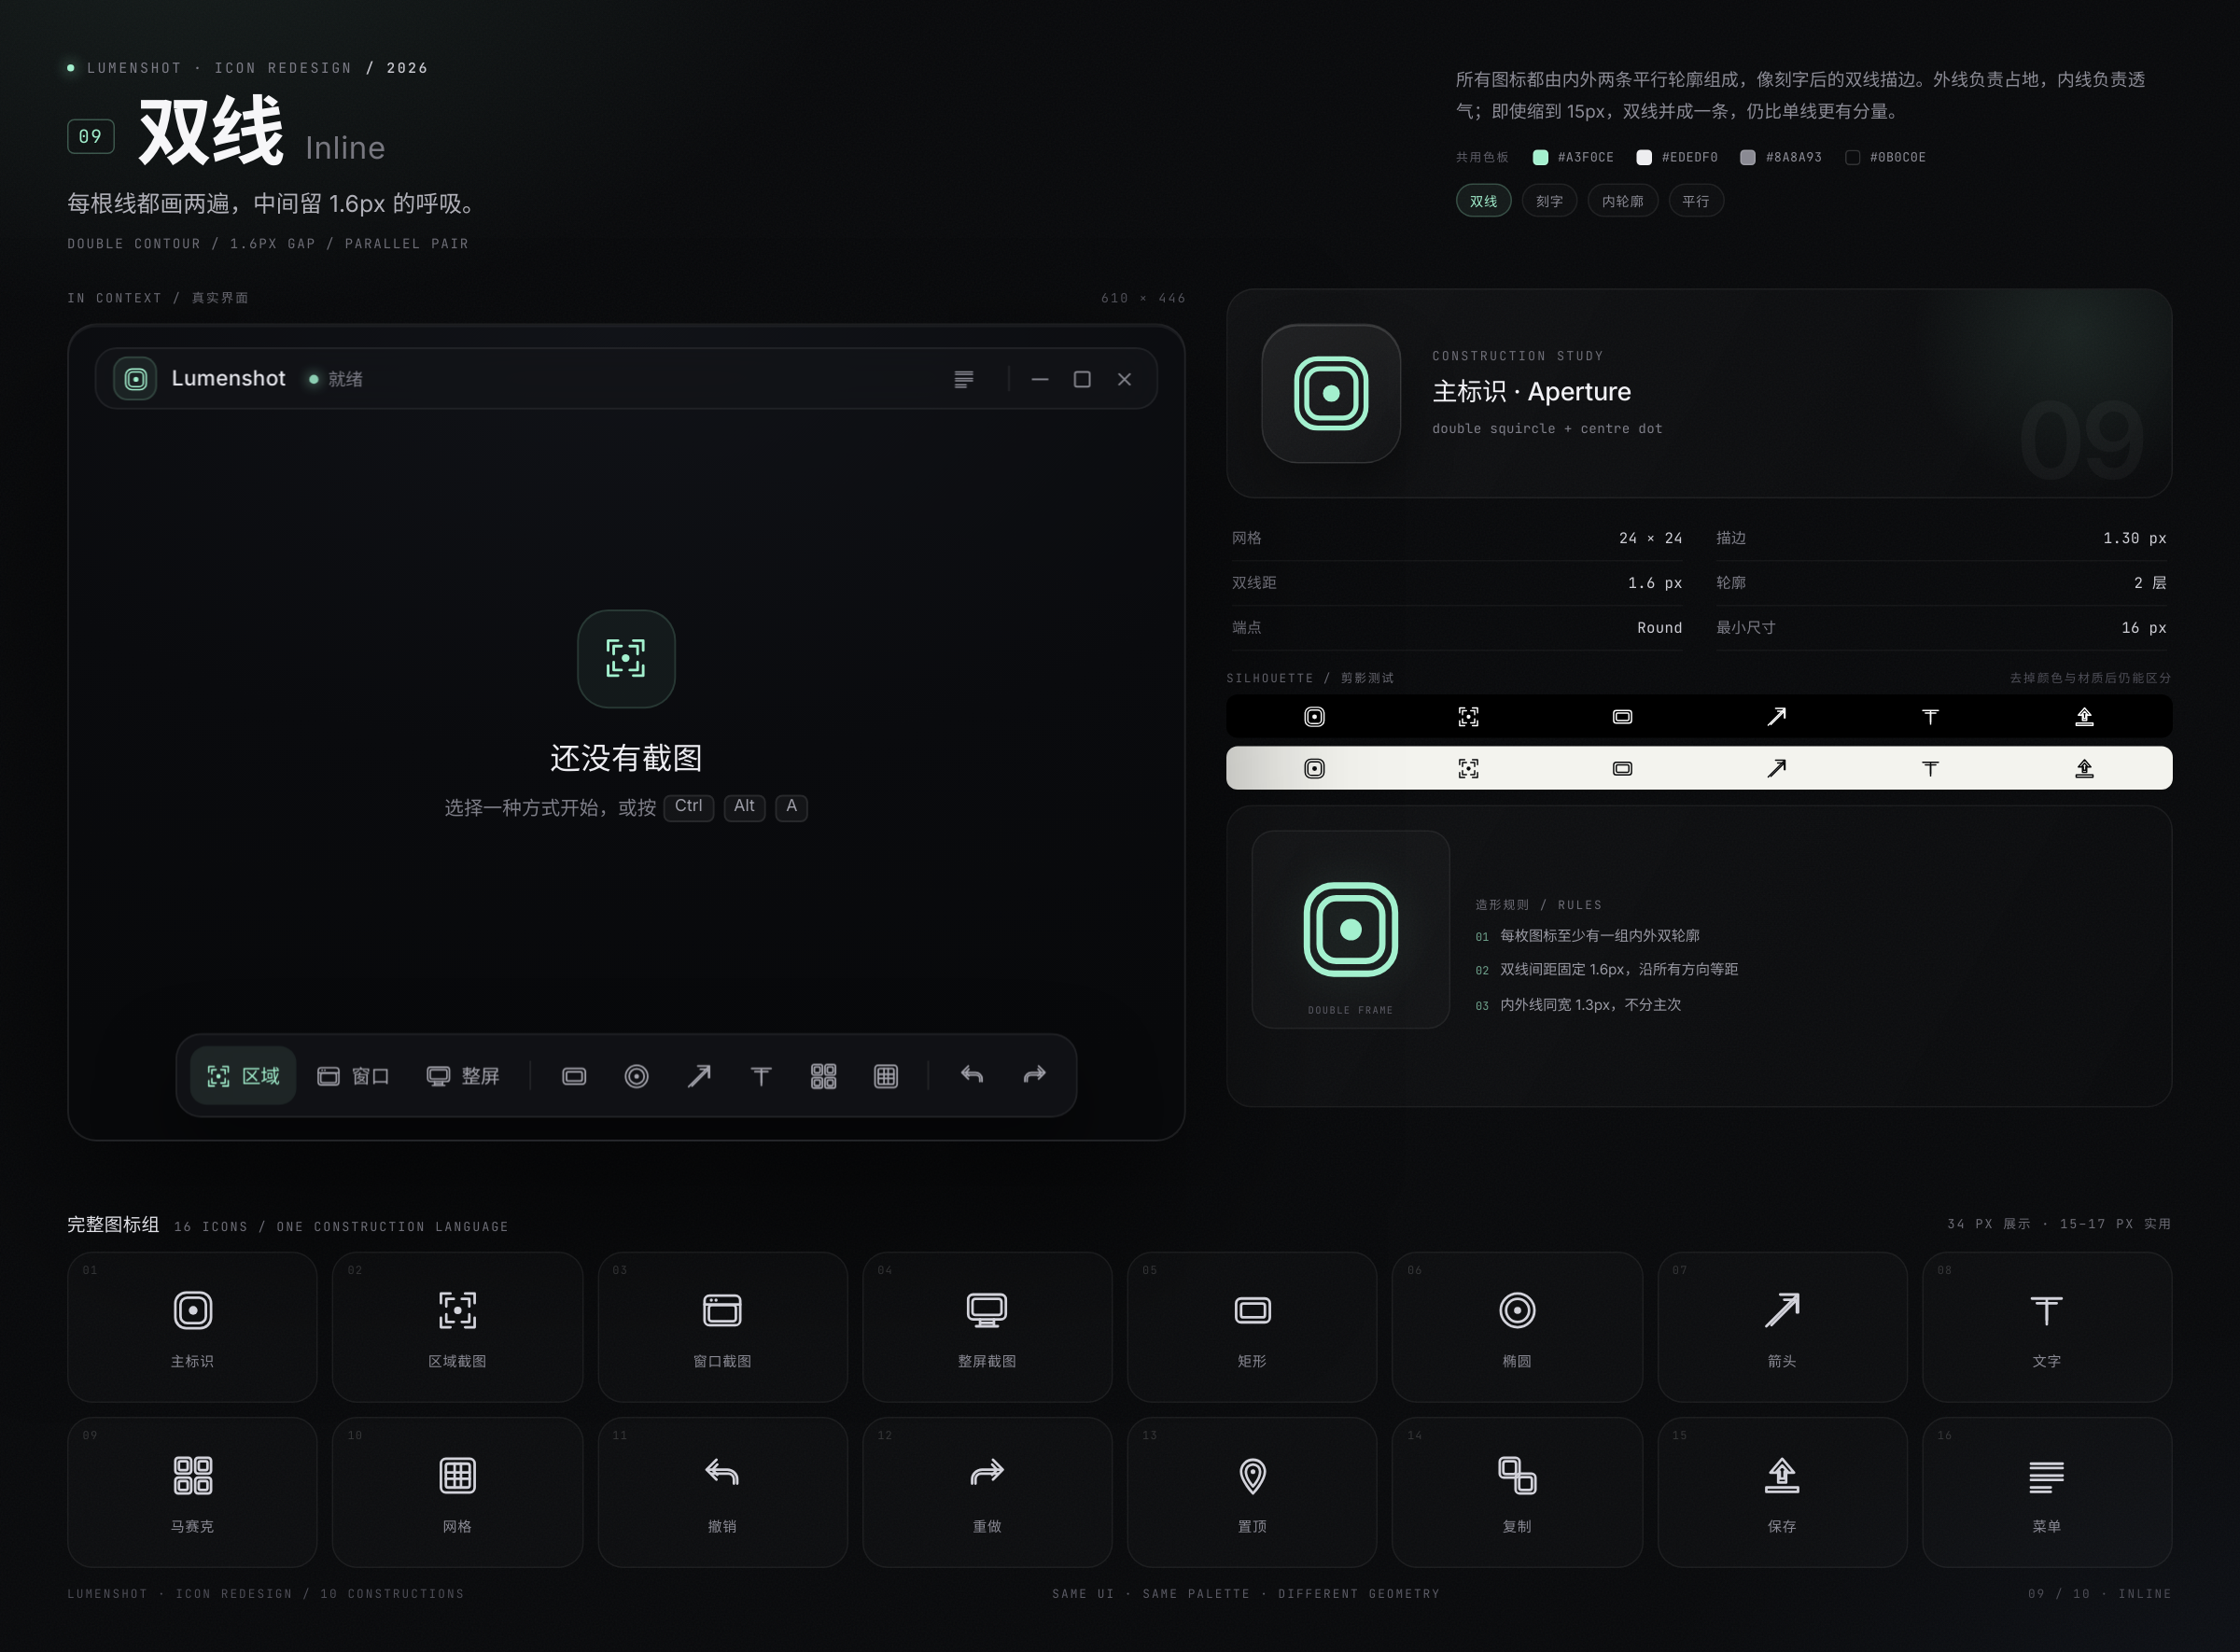 LUMENSHOT · ICON REDESIGN / 2026
09 双线 Inline
每根线都画两遍，中间留 1.6px 的呼吸。
DOUBLE CONTOUR / 1.6PX GAP / PARALLEL PAIR
所有图标都由内外两条平行轮廓组成，像刻字后的双线描边。外线负责占地，内线负责透
气；即使缩到 15px，双线并成一条，仍比单线更有分量。
共用色板 #A3F0CE #EDEDF0 #8A8A93 #0B0C0E
双线 刻字 内轮廓 平行
IN CONTEXT / 真实界面 610 × 446
Lumenshot 就绪
还没有截图
选择一种方式开始，或按 Ctrl Alt A
区域 窗口 整屏
CONSTRUCTION STUDY
主标识 · Aperture
double squircle + centre dot
09
网格 24 × 24 描边 1.30 px
双线距 1.6 px 轮廓 2 层
端点 Round 最小尺寸 16 px
SILHOUETTE / 剪影测试 去掉颜色与材质后仍能区分
DOUBLE FRAME
造形规则 / RULES
01 每枚图标至少有一组内外双轮廓
02 双线间距固定 1.6px，沿所有方向等距
03 内外线同宽 1.3px，不分主次
完整图标组 16 ICONS / ONE CONSTRUCTION LANGUAGE 34 PX 展示 · 15–17 PX 实用
01 02 03 04 05 06 07 08
主标识 区域截图 窗口截图 整屏截图 矩形 椭圆 箭头 文字
09 10 11 12 13 14 15 16
马赛克 网格 撤销 重做 置顶 复制 保存 菜单
LUMENSHOT · ICON REDESIGN / 10 CONSTRUCTIONS SAME UI · SAME PALETTE · DIFFERENT GEOMETRY 09 / 10 · INLINE